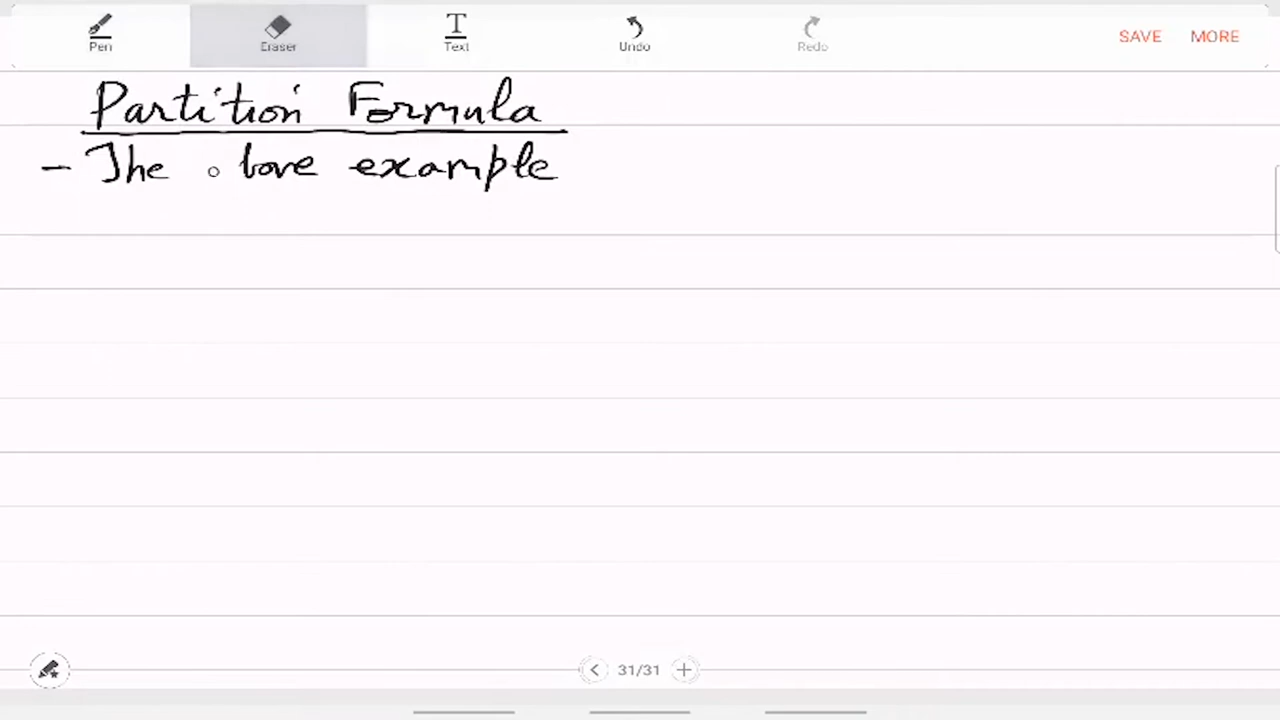 Pen Eraser Text Undo Redo SAVE MORE
Partition Formula
- The bove example
31/31